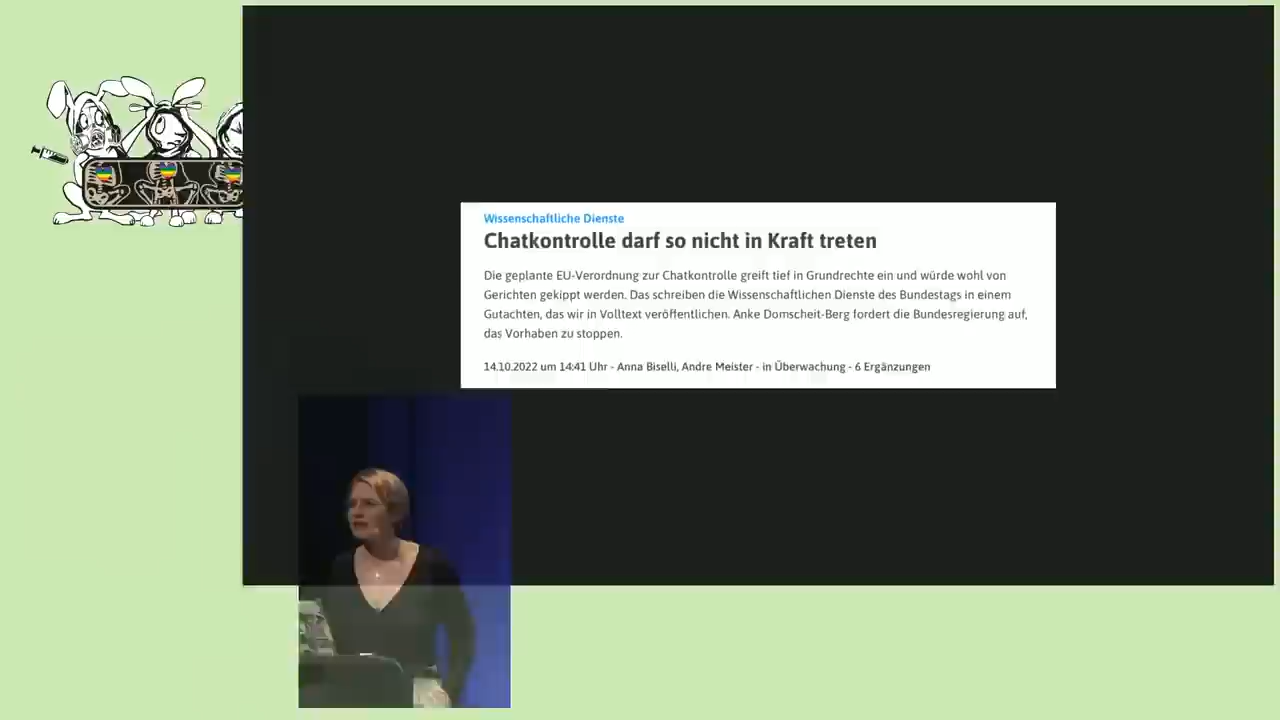 Wissenschaftliche Dienste
Chatkontrolle darf so nicht in Kraft treten
Die geplante EU-Verordnung zur Chatkontrolle greift tief in Grundrechte ein und würde wohl von
Gerichten gekippt werden. Das schreiben die Wissenschaftlichen Dienste des Bundestags in einem
Gutachten, das wir in Volltext veröffentlichen. Anke Domscheit-Berg fordert die Bundesregierung auf,
das Vorhaben zu stoppen.
14.10.2022 um 14:41 Uhr - Anna Biselli, Andre Meister - in Überwachung - 6 Ergänzungen